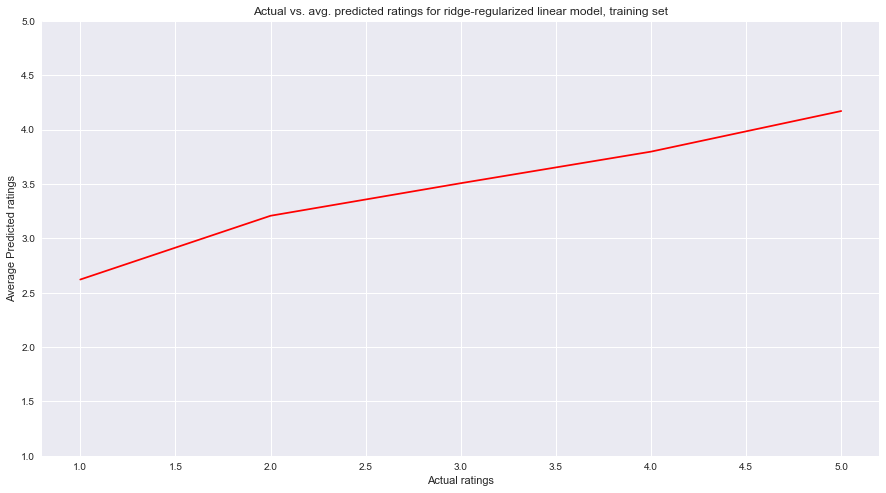 Actual vs. avg. predicted ratings for ridge-regularized linear model, training set
5.0
4.5
4.0
3.5
3.0
2.5
2.0
1.5
1.0
Average Predicted ratings
1.0 1.5 2.0 2.5 3.0 3.5 4.0 4.5 5.0
Actual ratings